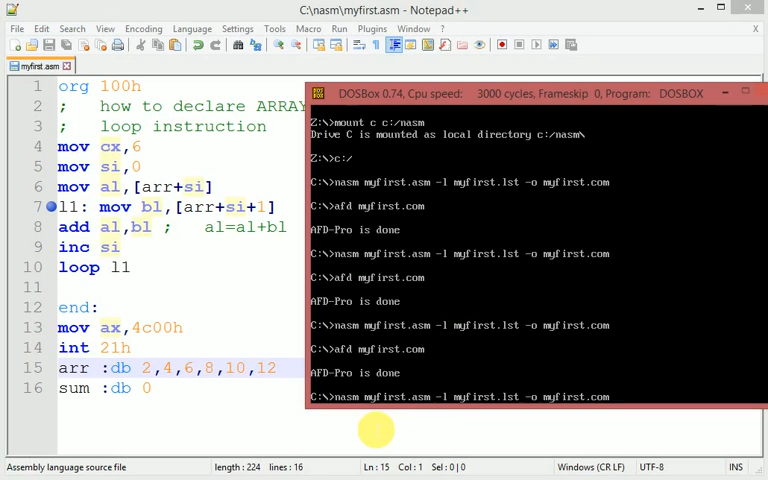 C:\nasm\myfirst.asm - Notepad++
File Edit Search View Encoding Language Settings Tools Macro Run Plugins Window ?
X
myfirst.asm
1 org 100h
2 ; how to declare ARRAY
3 ; loop instruction
4 mov cx,6
5 mov si,0
6 mov al,[arr+si]
7 l1: mov bl,[arr+si+1]
8 add al,bl ; al=al+bl
9 inc si
10 loop l1
11
12 end:
13 mov ax,4c00h
14 int 21h
15 arr :db 2,4,6,8,10,12
16 sum :db 0
DOSBox 0.74, Cpu speed: 3000 cycles, Frameskip 0, Program: DOSBOX
Z:\>mount c c:/nasm
Drive C is mounted as local directory c:/nasm\
Z:\>c:/
C:\>nasm myfirst.asm -l myfirst.lst -o myfirst.com
C:\>afd myfirst.com
AFD-Pro is done
C:\>nasm myfirst.asm -l myfirst.lst -o myfirst.com
C:\>afd myfirst.com
AFD-Pro is done
C:\>nasm myfirst.asm -l myfirst.lst -o myfirst.com
C:\>afd myfirst.com
AFD-Pro is done
C:\>nasm myfirst.asm -l myfirst.lst -o myfirst.com
Assembly language source file length : 224 lines : 16 Ln : 15 Col : 1 Sel : 0 | 0 Windows (CR LF) UTF-8 INS